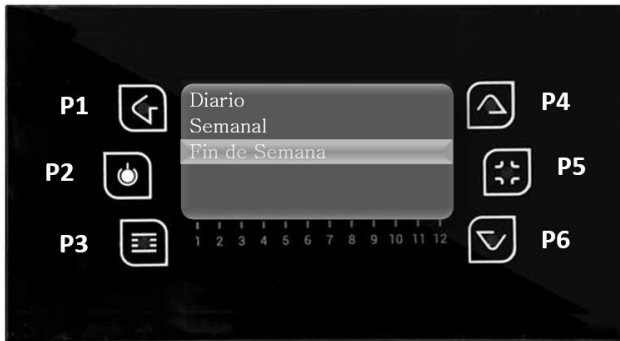 P1
P2
P3
Diario
Semanal
Fin de Semana
1 2 3 4 5 6 7 8 9 10 11 12
P4
P5
P6